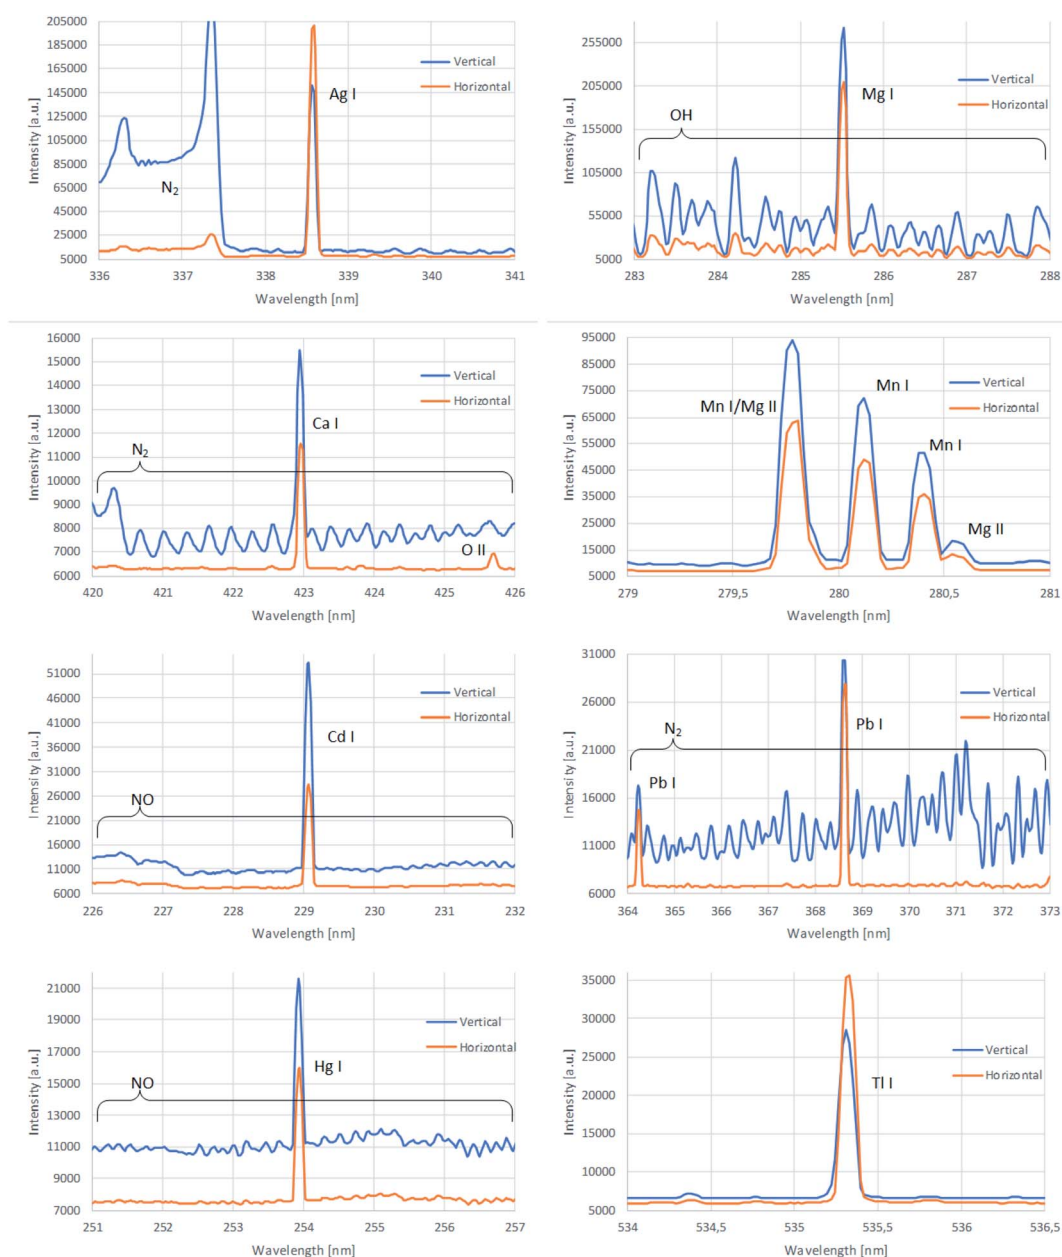 205000
185000
165000
145000
125000
105000
85000
65000
45000
25000
5000
Intensity [a.u.]
Vertical
Horizontal
Ag I
N2
336 337 338 339 340 341
Wavelength [nm]
255000
205000
155000
105000
55000
5000
Intensity [a.u.]
Vertical
Horizontal
Mg I
OH
283 284 285 286 287 288
Wavelength [nm]
16000
15000
14000
13000
12000
11000
10000
9000
8000
7000
6000
Intensity [a.u.]
Vertical
Horizontal
Ca I
N2
O II
420 421 422 423 424 425 426
Wavelength [nm]
95000
85000
75000
65000
55000
45000
35000
25000
15000
5000
Intensity [a.u.]
Vertical
Horizontal
Mn I/Mg II
Mn I
Mn I
Mg II
279 279,5 280 280,5 281
Wavelength [nm]
51000
46000
41000
36000
31000
26000
21000
16000
11000
6000
Intensity [a.u.]
Vertical
Horizontal
Cd I
NO
226 227 228 229 230 231 232
Wavelength [nm]
31000
26000
21000
16000
11000
6000
Intensity [a.u.]
Vertical
Horizontal
Pb I
N2
Pb I
364 365 366 367 368 369 370 371 372 373
Wavelength [nm]
21000
19000
17000
15000
13000
11000
9000
7000
Intensity [a.u.]
Vertical
Horizontal
Hg I
NO
251 252 253 254 255 256 257
Wavelength [nm]
35000
30000
25000
20000
15000
10000
5000
Intensity [a.u.]
Vertical
Horizontal
Tl I
534 534,5 535 535,5 536 536,5
Wavelength [nm]